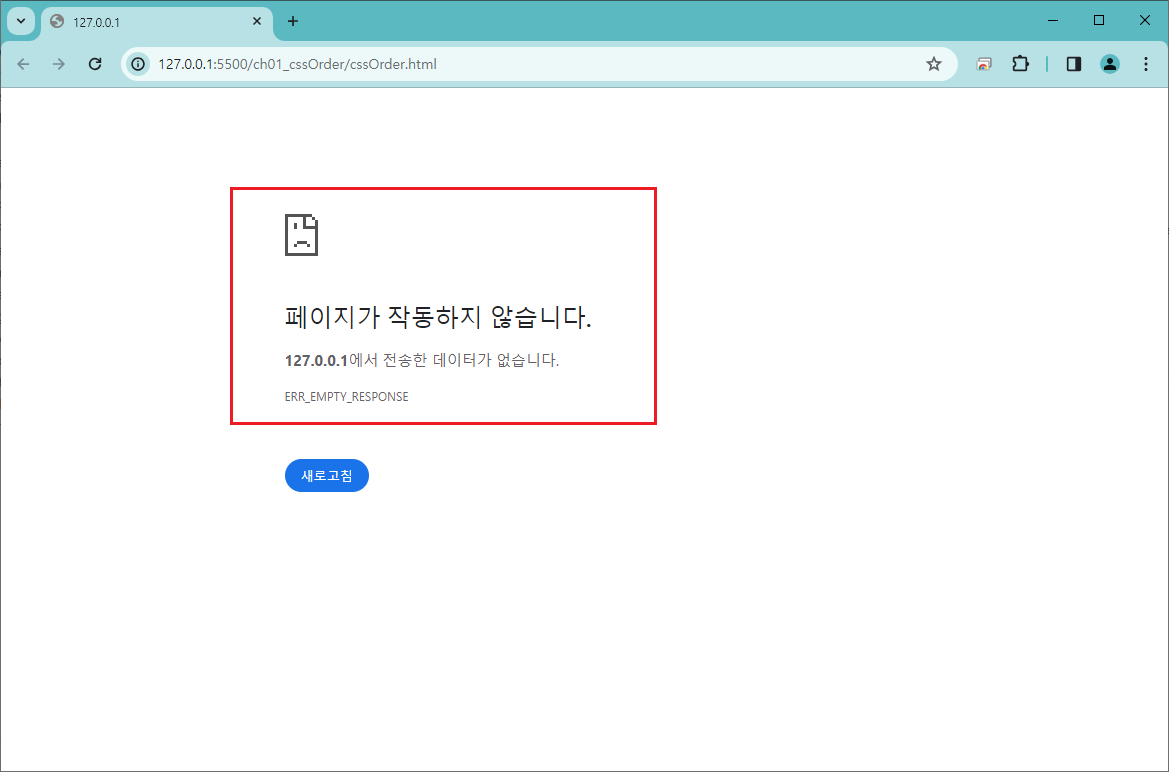 127.0.0.1
127.0.0.1:5500/ch01_cssOrder/cssOrder.html
페이지가 작동하지 않습니다.
127.0.0.1에서 전송한 데이터가 없습니다.
ERR_EMPTY_RESPONSE
새로고침